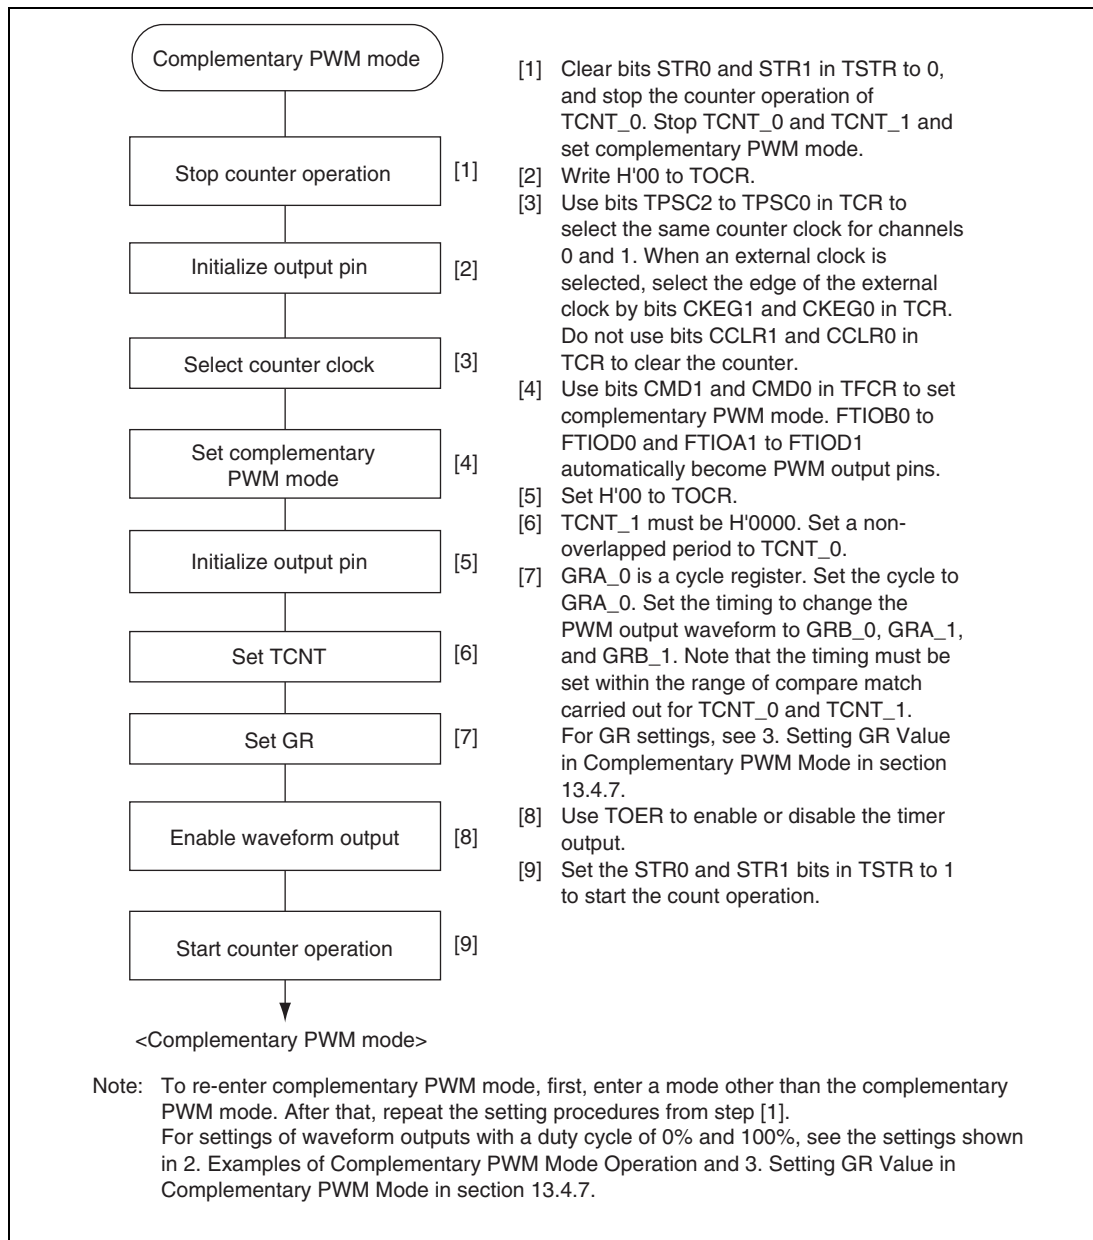 Complementary PWM mode
Stop counter operation [1]
Initialize output pin [2]
Select counter clock [3]
Set complementary
PWM mode
[4]
Initialize output pin [5]
Set TCNT [6]
Set GR [7]
Enable waveform output [8]
Start counter operation [9]
<Complementary PWM mode>
[1] Clear bits STR0 and STR1 in TSTR to 0,
and stop the counter operation of
TCNT_0. Stop TCNT_0 and TCNT_1 and
set complementary PWM mode.
[2] Write H'00 to TOCR.
[3] Use bits TPSC2 to TPSC0 in TCR to
select the same counter clock for channels
0 and 1. When an external clock is
selected, select the edge of the external
clock by bits CKEG1 and CKEG0 in TCR.
Do not use bits CCLR1 and CCLR0 in
TCR to clear the counter.
[4] Use bits CMD1 and CMD0 in TFCR to set
complementary PWM mode. FTIOB0 to
FTIOD0 and FTIOA1 to FTIOD1
automatically become PWM output pins.
[5] Set H'00 to TOCR.
[6] TCNT_1 must be H'0000. Set a non-
overlapped period to TCNT_0.
[7] GRA_0 is a cycle register. Set the cycle to
GRA_0. Set the timing to change the
PWM output waveform to GRB_0, GRA_1,
and GRB_1. Note that the timing must be
set within the range of compare match
carried out for TCNT_0 and TCNT_1.
For GR settings, see 3. Setting GR Value
in Complementary PWM Mode in section
13.4.7.
[8] Use TOER to enable or disable the timer
output.
[9] Set the STR0 and STR1 bits in TSTR to 1
to start the count operation.
Note: To re-enter complementary PWM mode, first, enter a mode other than the complementary
PWM mode. After that, repeat the setting procedures from step [1].
For settings of waveform outputs with a duty cycle of 0% and 100%, see the settings shown
in 2. Examples of Complementary PWM Mode Operation and 3. Setting GR Value in
Complementary PWM Mode in section 13.4.7.